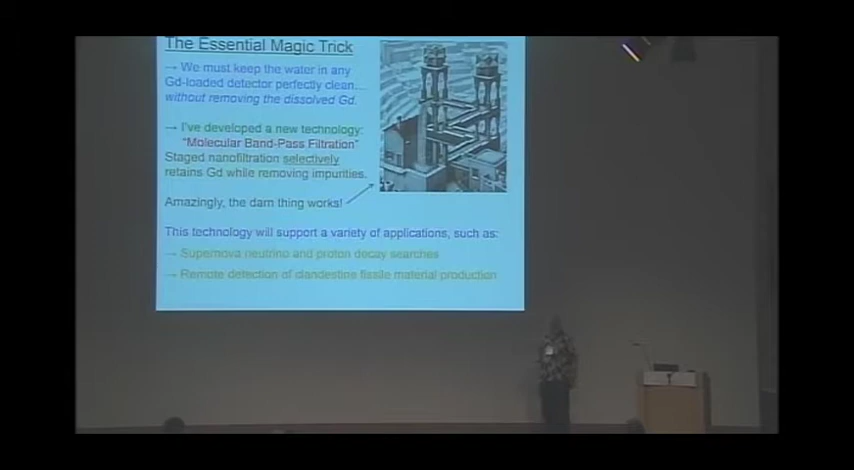 The Essential Magic Trick
→ We must keep the water in any
Gd-loaded detector perfectly clean…
without removing the dissolved Gd.
→ I've developed a new technology:
"Molecular Band-Pass Filtration"
Staged nanofiltration selectively
retains Gd while removing impurities.
Amazingly, the darn thing works!
This technology will support a variety of applications, such as:
→ Supernova neutrino and proton decay searches
→ Remote detection of clandestine fissile material production